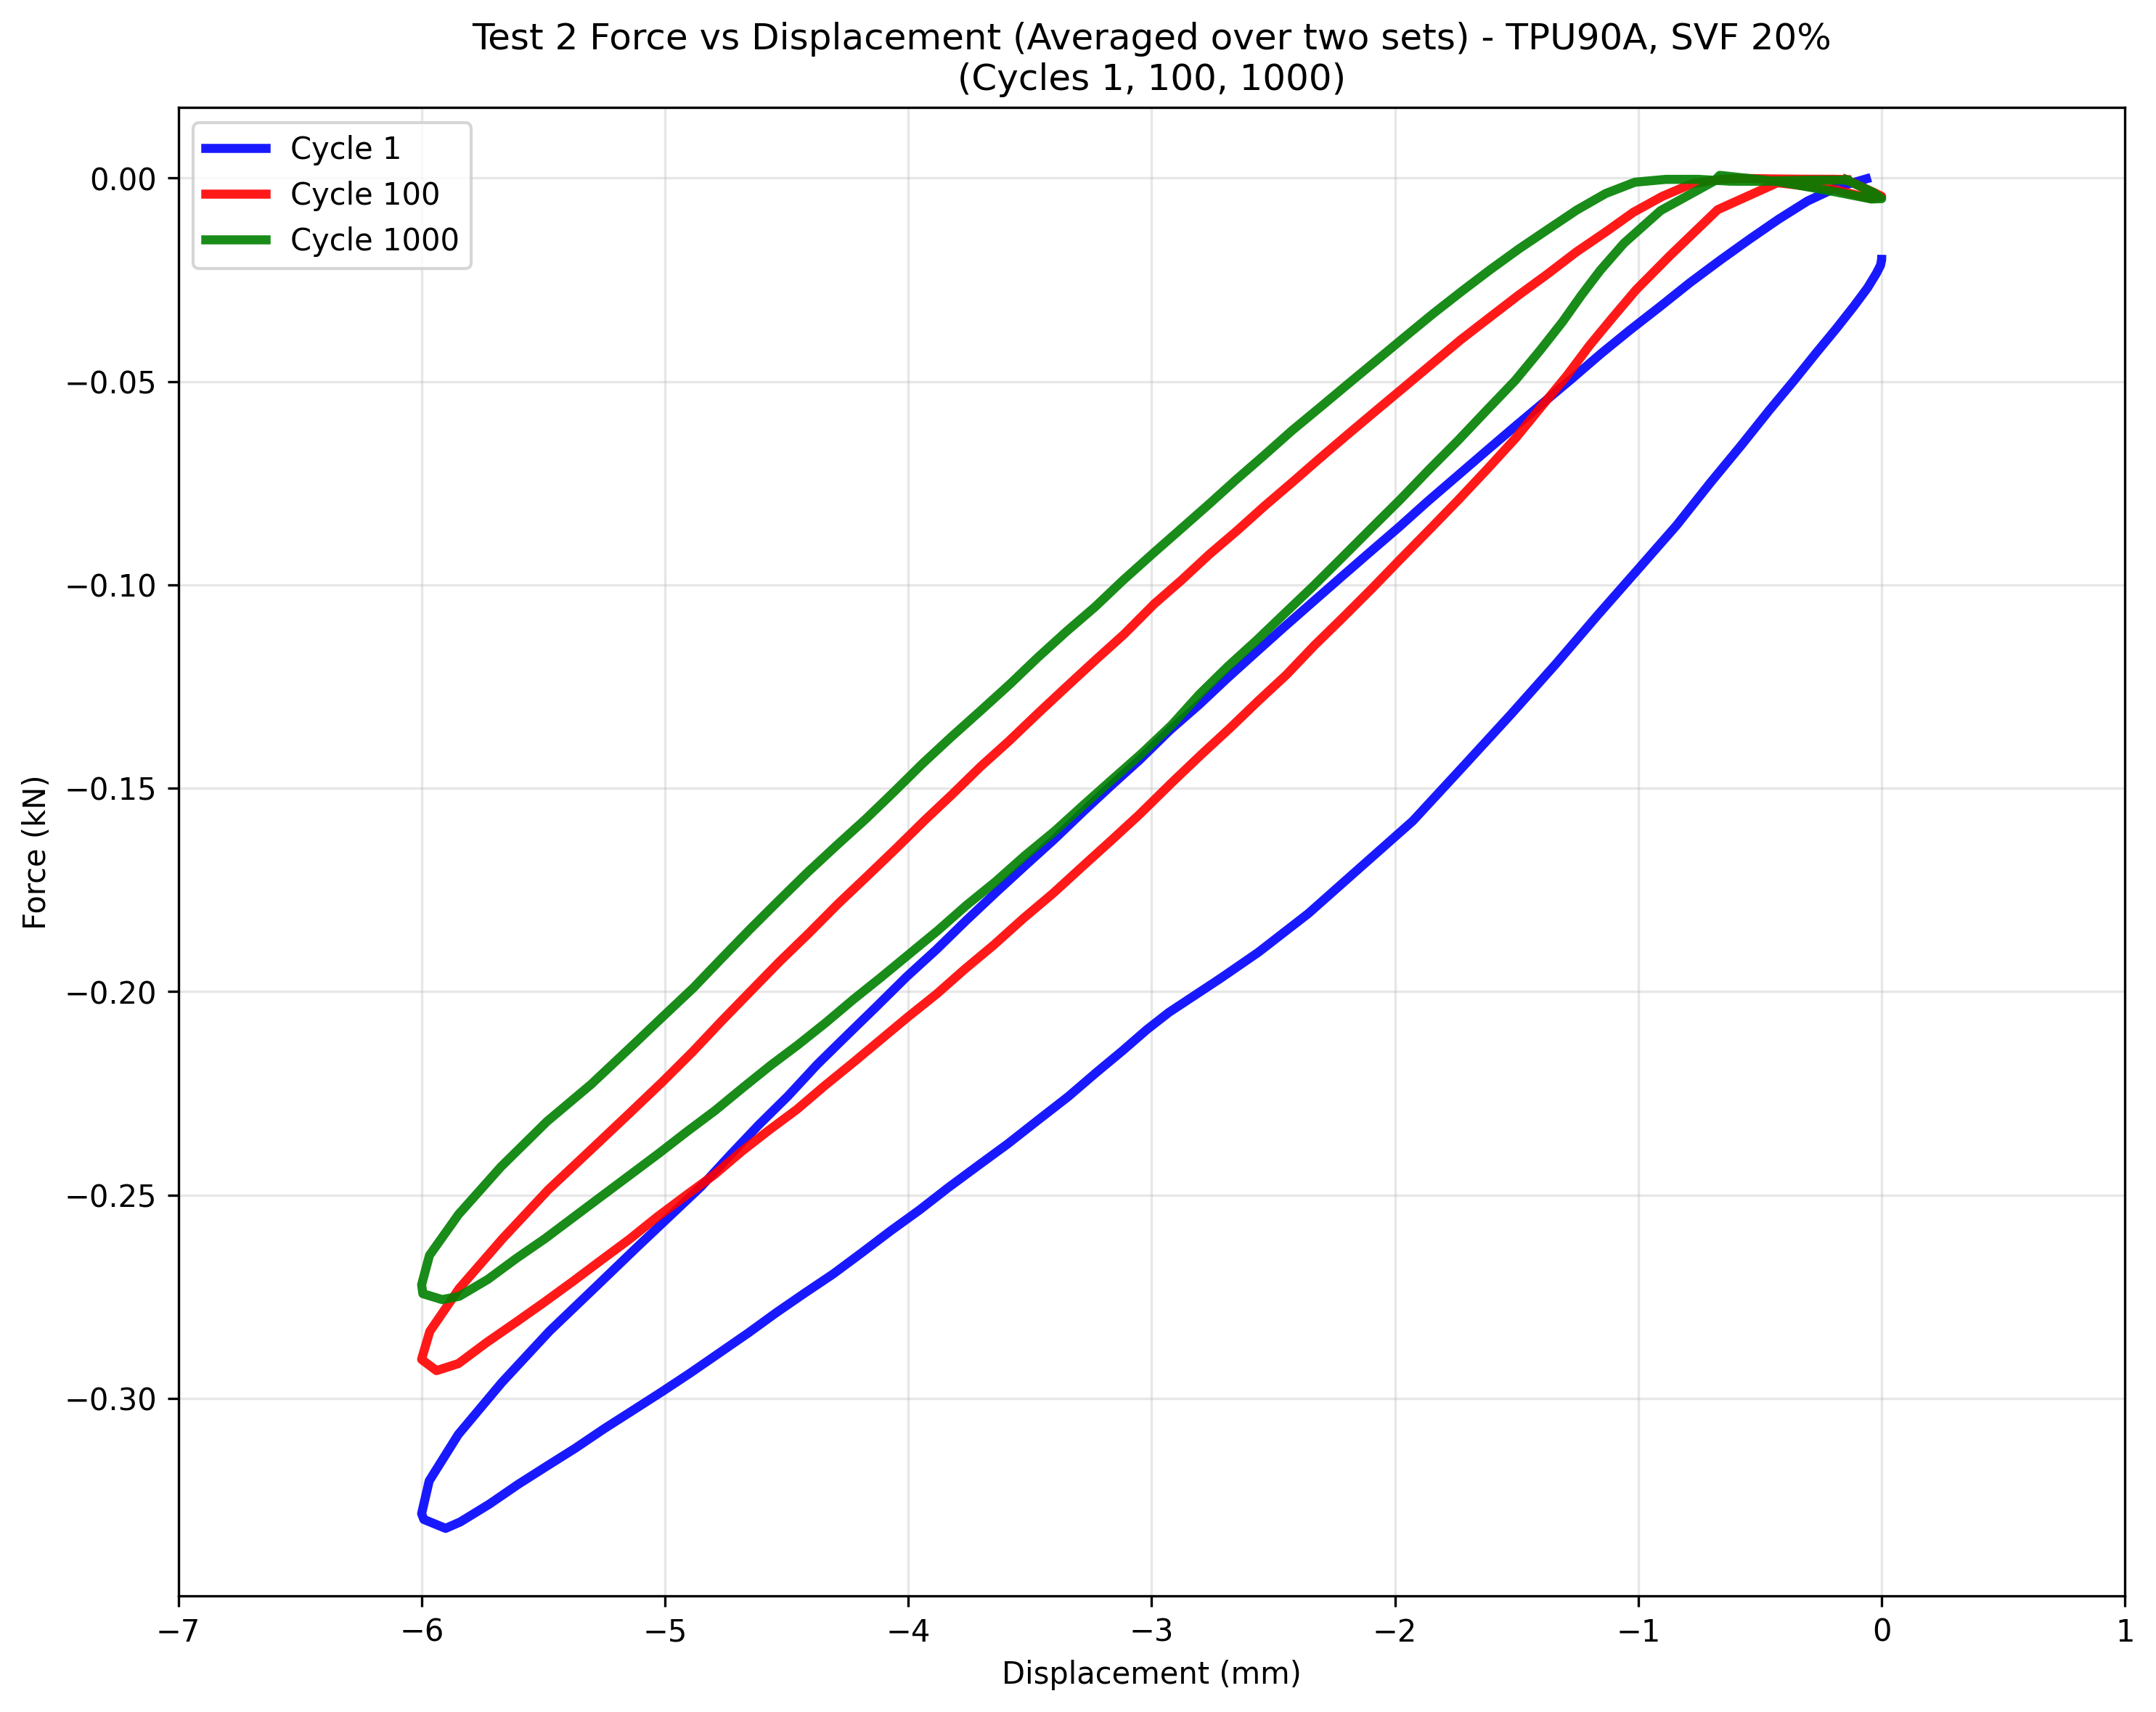 Test 2 Force vs Displacement (Averaged over two sets) - TPU90A, SVF 20%
(Cycles 1, 100, 1000)
Cycle 1
Cycle 100
Cycle 1000
0.00
−0.05
−0.10
−0.15
−0.20
−0.25
−0.30
Force (kN)
−7 −6 −5 −4 −3 −2 −1 0 1
Displacement (mm)